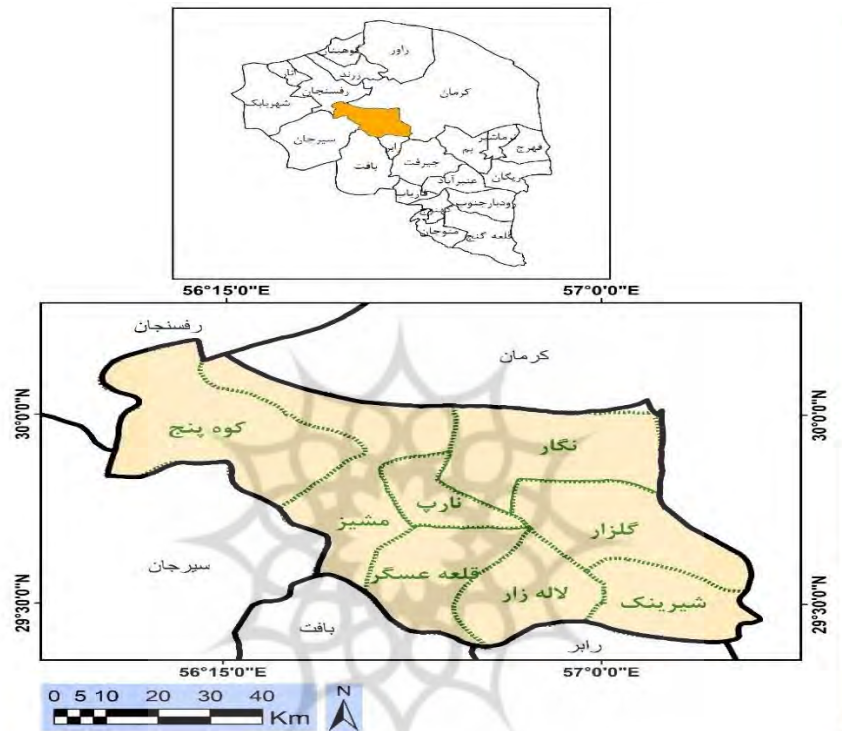 راور
کوهبنان
زرند
انار
کرمان
رفسنجان
شهربابک
سیرجان
بافت
رابر
جیرفت
بم
نرماشیر
فهرج
ریگان
عنبرآباد
رودبارجنوب
فاریاب
کهنوج
منوجان
قلعه گنج
56°15'0"E
57°0'0"E
رفسنجان
کرمان
30°0'0"N
30°0'0"N
کوه پنج
نگار
نارپ
مشیز
گلزار
سیرجان
قلعه عسگر
لاله زار
شیرینک
29°30'0"N
29°30'0"N
بافت
رابر
56°15'0"E
57°0'0"E
0 5 10 20 30 40
Km
N